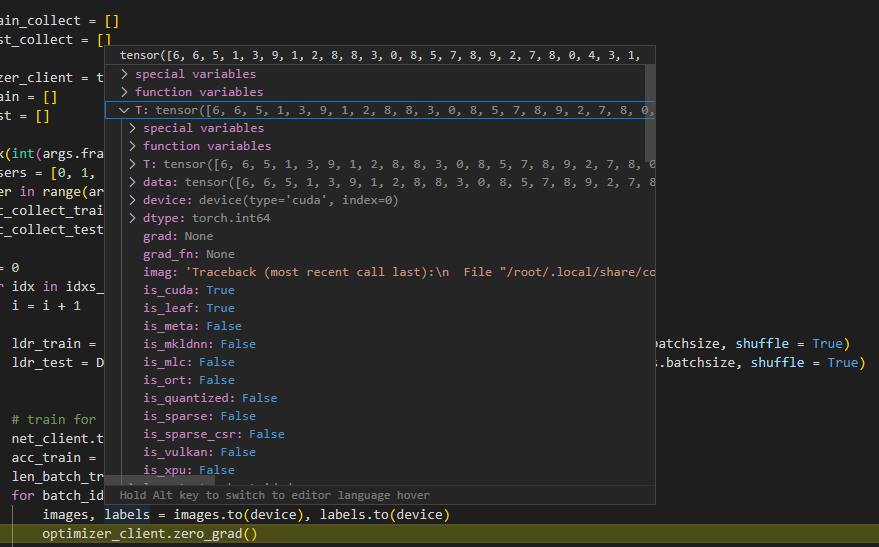 ain_collect = []
st_collect = []
tensor([6, 6, 5, 1, 3, 9, 1, 2, 8, 8, 3, 0, 8, 5, 7, 8, 9, 2, 7, 8, 0, 4, 3, 1,
special variables
zer_client = t
function variables
ain = []
T: tensor([6, 6, 5, 1, 3, 9, 1, 2, 8, 8, 3, 0, 8, 5, 7, 8, 9, 2, 7, 8, 0,
st = []
special variables
function variables
x(int(args.fra
T: tensor([6, 6, 5, 1, 3, 9, 1, 2, 8, 8, 3, 0, 8, 5, 7, 8, 9, 2, 7, 8, 0
sers = [0, 1,
data: tensor([6, 6, 5, 1, 3, 9, 1, 2, 8, 8, 3, 0, 8, 5, 7, 8, 9, 2, 7, 8
er in range(ar
device: device(type='cuda', index=0)
t_collect_trai
dtype: torch.int64
t_collect_test
grad: None
grad_fn: None
= 0
imag: 'Traceback (most recent call last):\n  File "/root/.local/share/co
r idx in idxs_
is_cuda: True
i = i + 1
is_leaf: True
is_meta: False
ldr_train =
is_mkldnn: False
batchsize, shuffle = True)
ldr_test = D
is_mlc: False
s.batchsize, shuffle = True)
is_ort: False
is_quantized: False
# train for
is_sparse: False
net_client.t
is_sparse_csr: False
acc_train =
is_vulkan: False
len_batch_tr
is_xpu: False
for batch_id
Hold Alt key to switch to editor language hover
images, labels = images.to(device), labels.to(device)
optimizer_client.zero_grad()